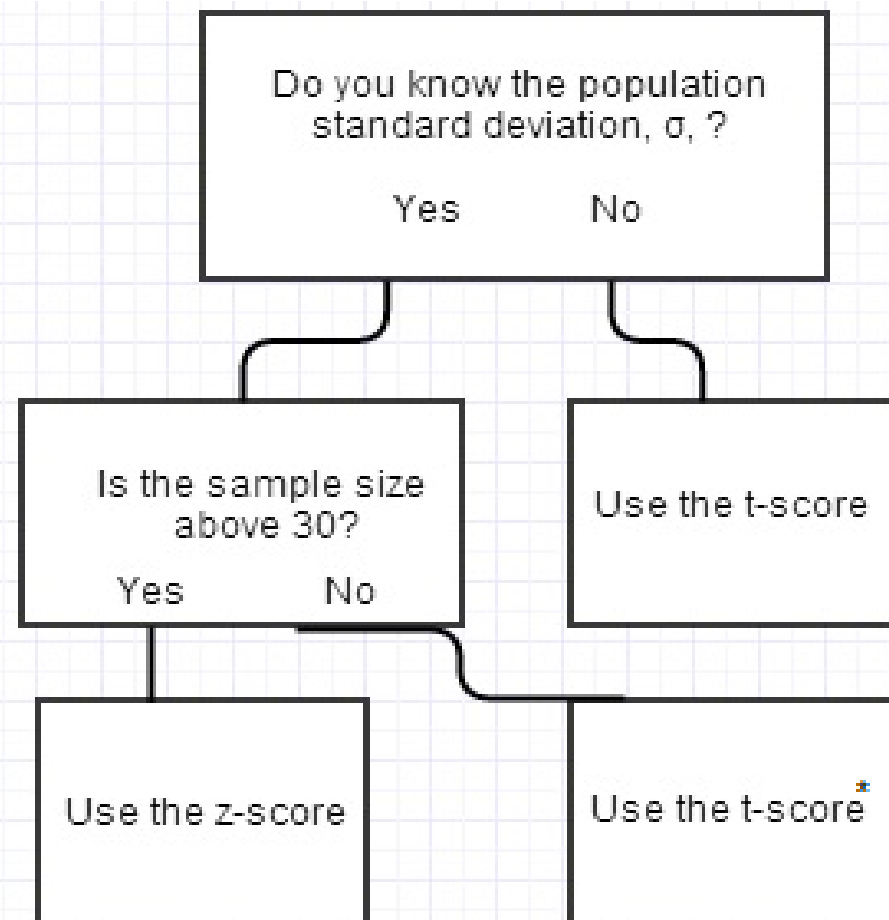 Do you know the population
standard deviation, σ, ?
Yes No
Is the sample size
above 30?
Yes No
Use the t-score
Use the z-score
Use the t-score*